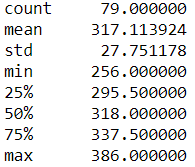 count 79.000000
mean 317.113924
std 27.751178
min 256.000000
25% 295.500000
50% 318.000000
75% 337.500000
max 386.000000